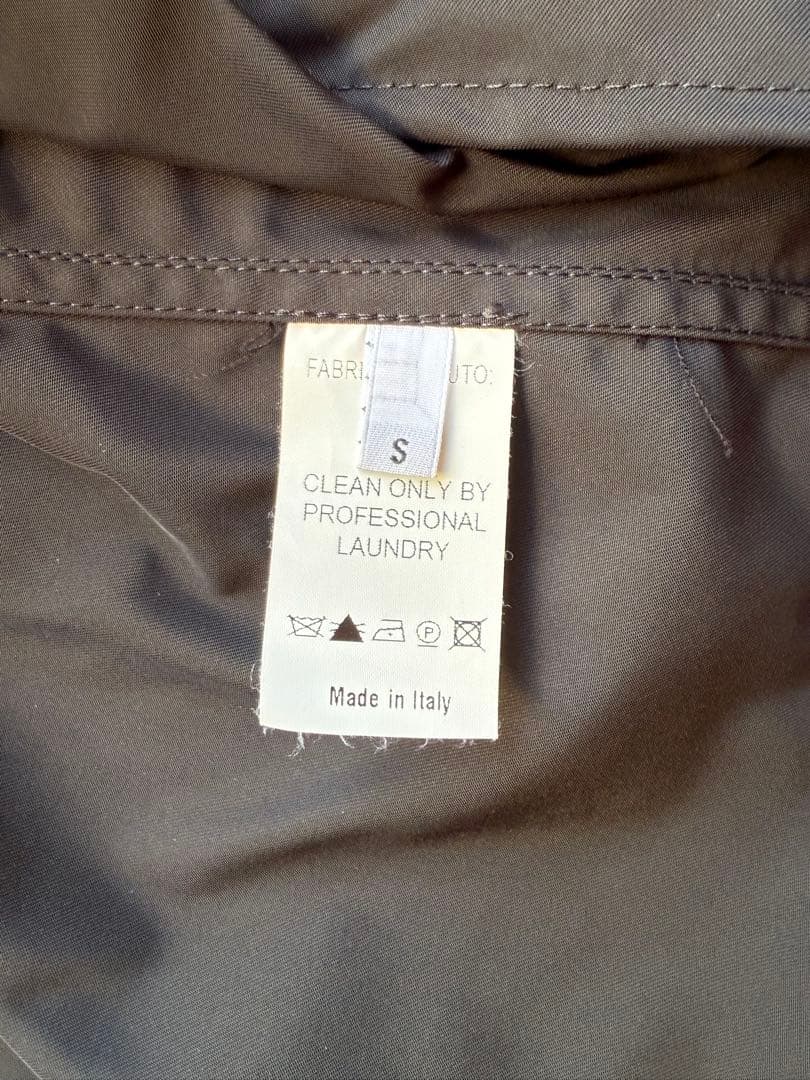 S
CLEAN ONLY BY
PROFESSIONAL
LAUNDRY
P
Made in Italy